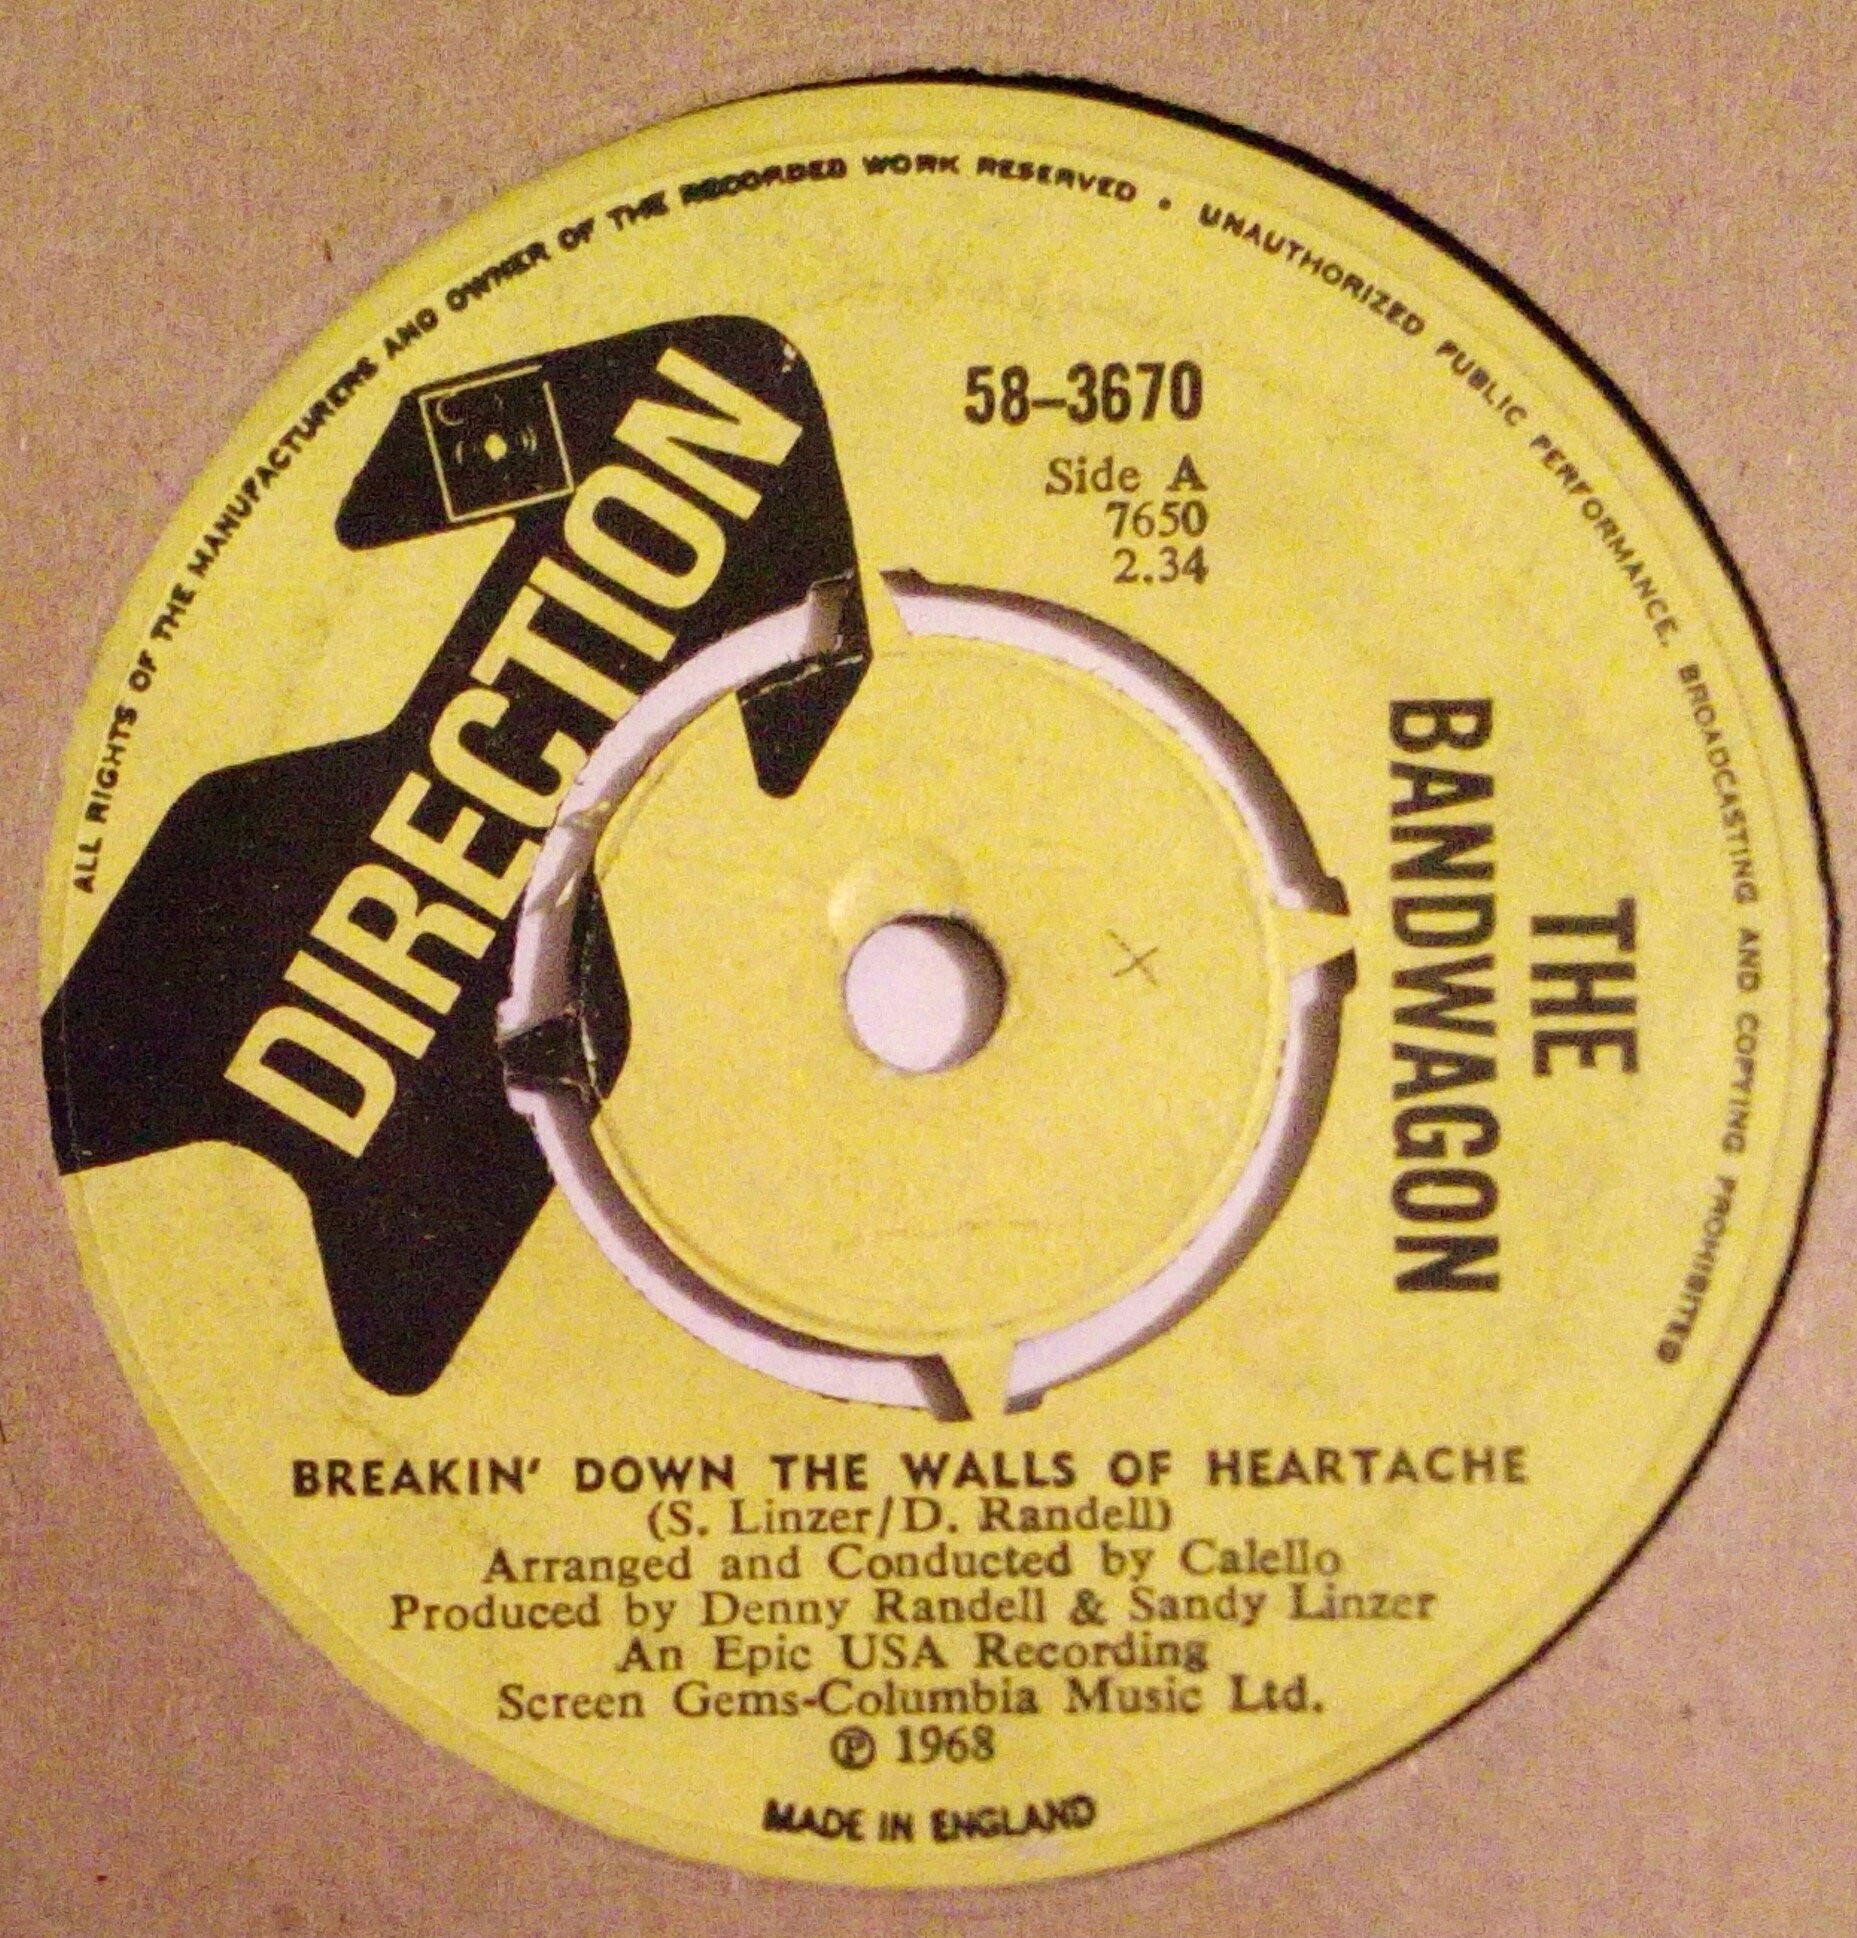 ALL RIGHTS OF THE MANUFACTURERS AND OWNER OF THE RECORDED WORK RESERVED • UNAUTHORIZED PUBLIC PERFORMANCE, BROADCASTING AND COPYING PROHIBITED
DIRECTION
58–3670
Side A
7650
2.34
THE
BANDWAGON
BREAKIN' DOWN THE WALLS OF HEARTACHE
(S. Linzer/D. Randell)
Arranged and Conducted by Calello
Produced by Denny Randell & Sandy Linzer
An Epic USA Recording
Screen Gems-Columbia Music Ltd.
℗ 1968
MADE IN ENGLAND